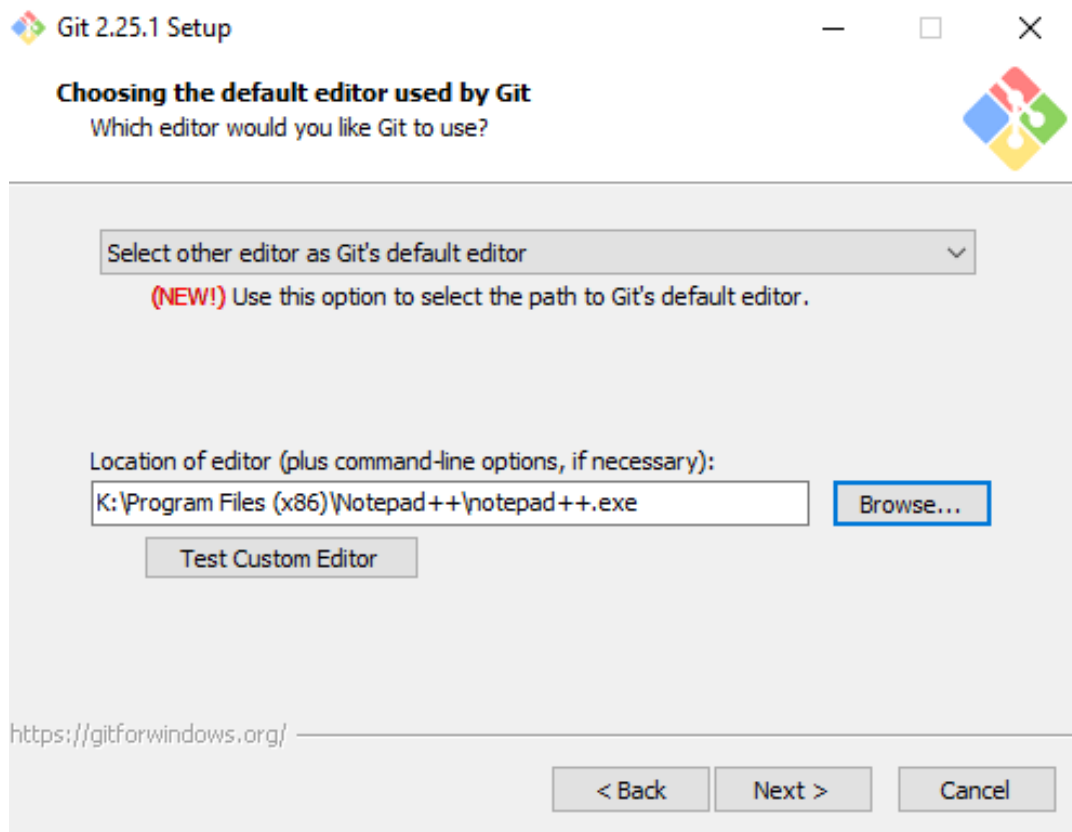 Git 2.25.1 Setup
Choosing the default editor used by Git
Which editor would you like Git to use?
Select other editor as Git's default editor
(NEW!) Use this option to select the path to Git's default editor.
Location of editor (plus command-line options, if necessary):
K:\Program Files (x86)\Notepad++\notepad++.exe
Browse...
Test Custom Editor
https://gitforwindows.org/
< Back
Next >
Cancel